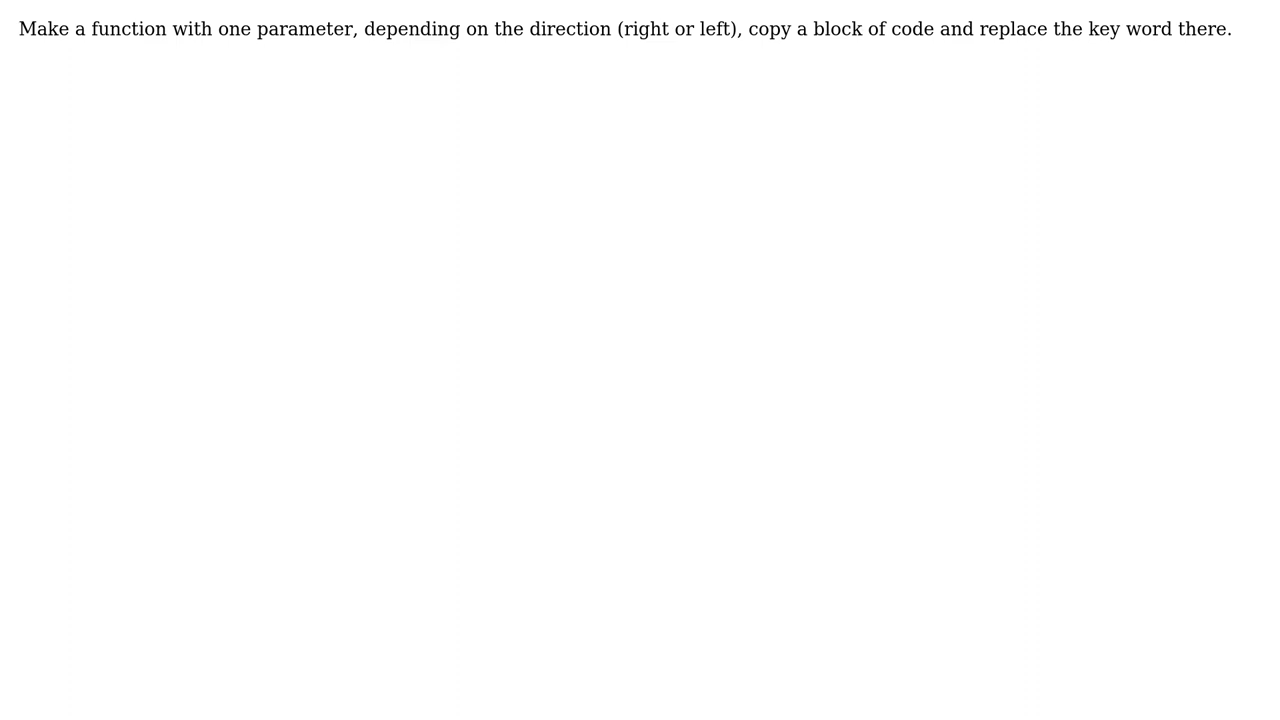 Make a function with one parameter, depending on the direction (right or left), copy a block of code and replace the key word there.